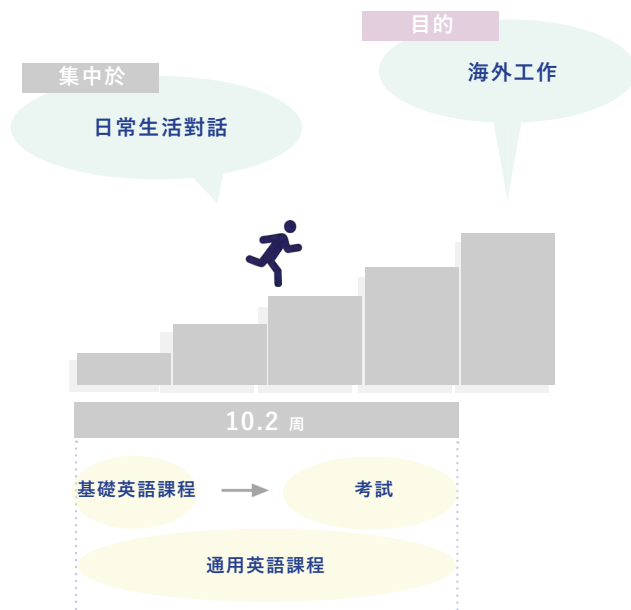 目的
海外工作
集中於
日常生活對話
10.2 周
基礎英語課程
考試
通用英語課程